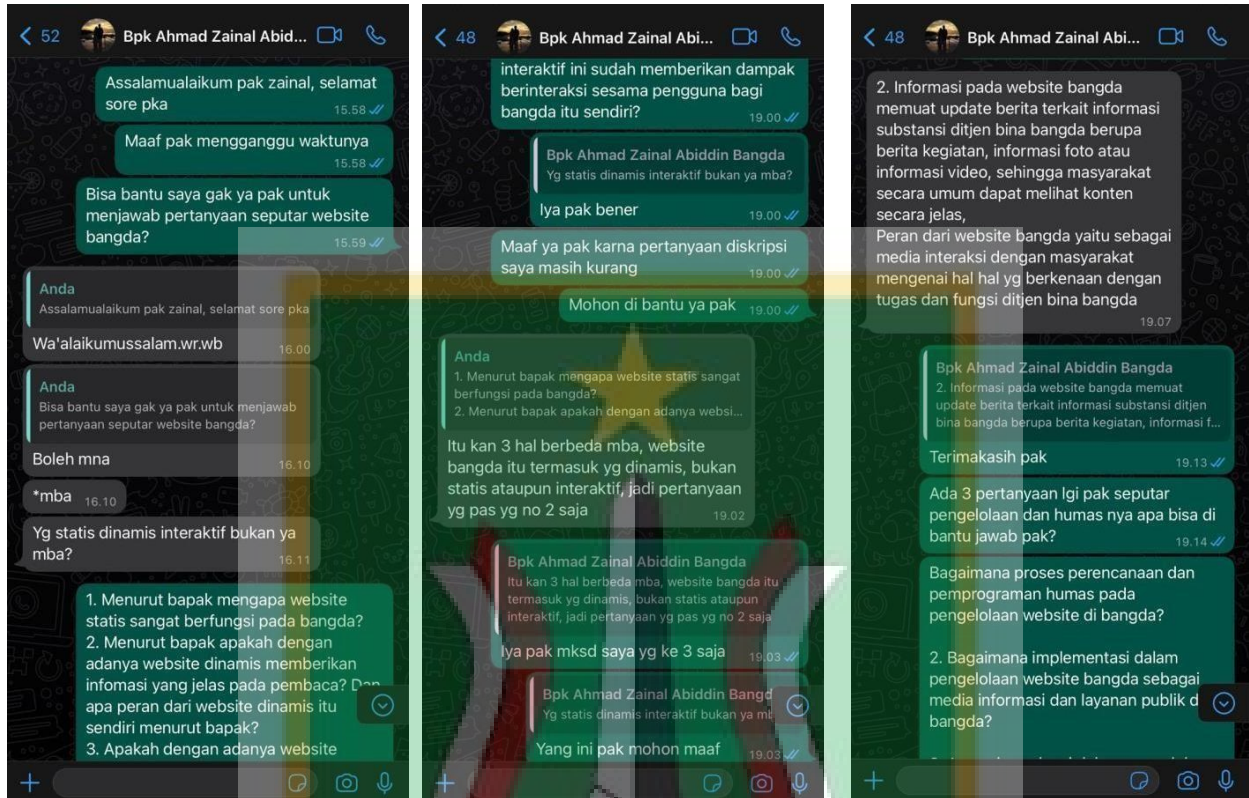 52
Bpk Ahmad Zainal Abid...
Assalamualaikum pak zainal, selamat
sore pka
15.58
Maaf pak mengganggu waktunya
15.58
Bisa bantu saya gak ya pak untuk
menjawab pertanyaan seputar website
bangda?
15.59
Anda
Assalamualaikum pak zainal, selamat sore pka
Wa'alaikumussalam.wr.wb
16.00
Anda
Bisa bantu saya gak ya pak untuk menjawab
pertanyaan seputar website bangda?
Boleh mna
16.10
*mba
16.10
Yg statis dinamis interaktif bukan ya
mba?
16.11
1. Menurut bapak mengapa website
statis sangat berfungsi pada bangda?
2. Menurut bapak apakah dengan
adanya website dinamis memberikan
infomasi yang jelas pada pembaca? Dan
apa peran dari website dinamis itu
sendiri menurut bapak?
3. Apakah dengan adanya website
48
Bpk Ahmad Zainal Abi...
interaktif ini sudah memberikan dampak
berinteraksi sesama pengguna bagi
bangda itu sendiri?
19.00
Bpk Ahmad Zainal Abiddin Bangda
Yg statis dinamis interaktif bukan ya mba?
Iya pak bener
19.00
Maaf ya pak karna pertanyaan diskripsi
saya masih kurang
19.00
Mohon di bantu ya pak
19.00
Anda
1. Menurut bapak mengapa website statis sangat
berfungsi pada bangda?
2. Menurut bapak apakah dengan adanya websi...
Itu kan 3 hal berbeda mba, website
bangda itu termasuk yg dinamis, bukan
statis ataupun interaktif, jadi pertanyaan
yg pas yg no 2 saja
19.02
Bpk Ahmad Zainal Abiddin Bangda
Itu kan 3 hal berbeda mba, website bangda itu
termasuk yg dinamis, bukan statis ataupun
interaktif, jadi pertanyaan yg pas yg no 2 saja
Iya pak mksd saya yg ke 3 saja
19.03
Bpk Ahmad Zainal Abiddin Bangd
Yg statis dinamis interaktif bukan ya mb
Yang ini pak mohon maaf
19.03
48
Bpk Ahmad Zainal Abi...
2. Informasi pada website bangda
memuat update berita terkait informasi
substansi ditjen bina bangda berupa
berita kegiatan, informasi foto atau
informasi video, sehingga masyarakat
secara umum dapat melihat konten
secara jelas,
Peran dari website bangda yaitu sebagai
media interaksi dengan masyarakat
mengenai hal hal yg berkenaan dengan
tugas dan fungsi ditjen bina bangda
19.07
Bpk Ahmad Zainal Abiddin Bangda
2. Informasi pada website bangda memuat
update berita terkait informasi substansi ditjen
bina bangda berupa berita kegiatan, informasi f...
Terimakasih pak
19.13
Ada 3 pertanyaan lgi pak seputar
pengelolaan dan humas nya apa bisa di
bantu jawab pak?
19.14
Bagaimana proses perencanaan dan
pemprograman humas pada
pengelolaan website di bangda?
2. Bagaimana implementasi dalam
pengelolaan website bangda sebagai
media informasi dan layanan publik d
bangda?